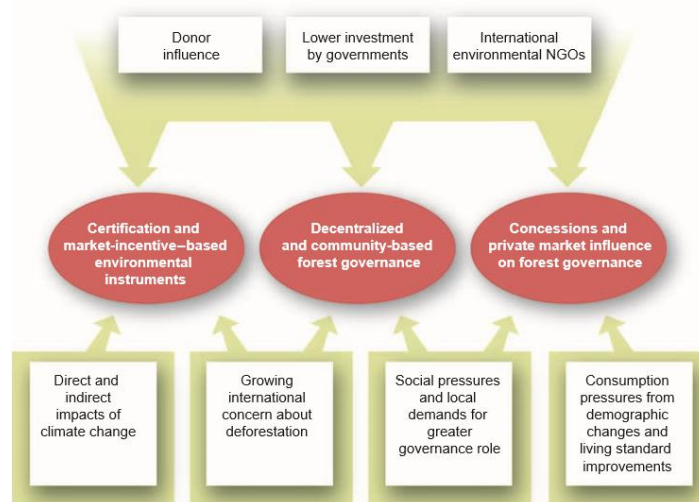 Donor
influence
Lower investment
by governments
International
environmental NGOs
Certification and
market-incentive–based
environmental
instruments
Decentralized
and community-based
forest governance
Concessions and
private market influence
on forest governance
Direct and
indirect
impacts of
climate change
Growing
international
concern about
deforestation
Social pressures
and local
demands for
greater
governance role
Consumption
pressures from
demographic
changes and
living standard
improvements